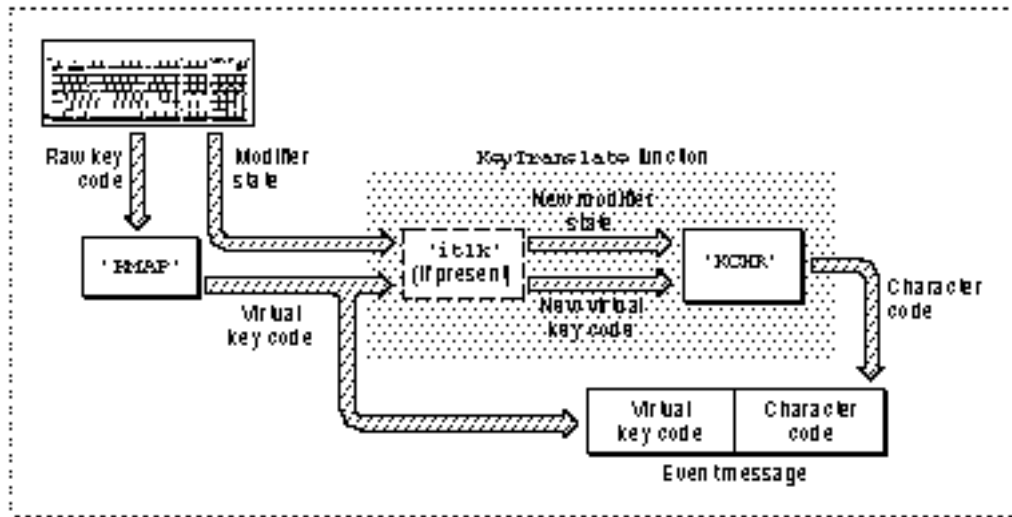 Raw key
code
Modifier
state
KeyTranslate function
New modifier
state
'KMAP'
'itlk'
(if present)
'KCHR'
Virtual
key code
New virtual
key code
Character
code
Virtual
key code
Character
code
Event message